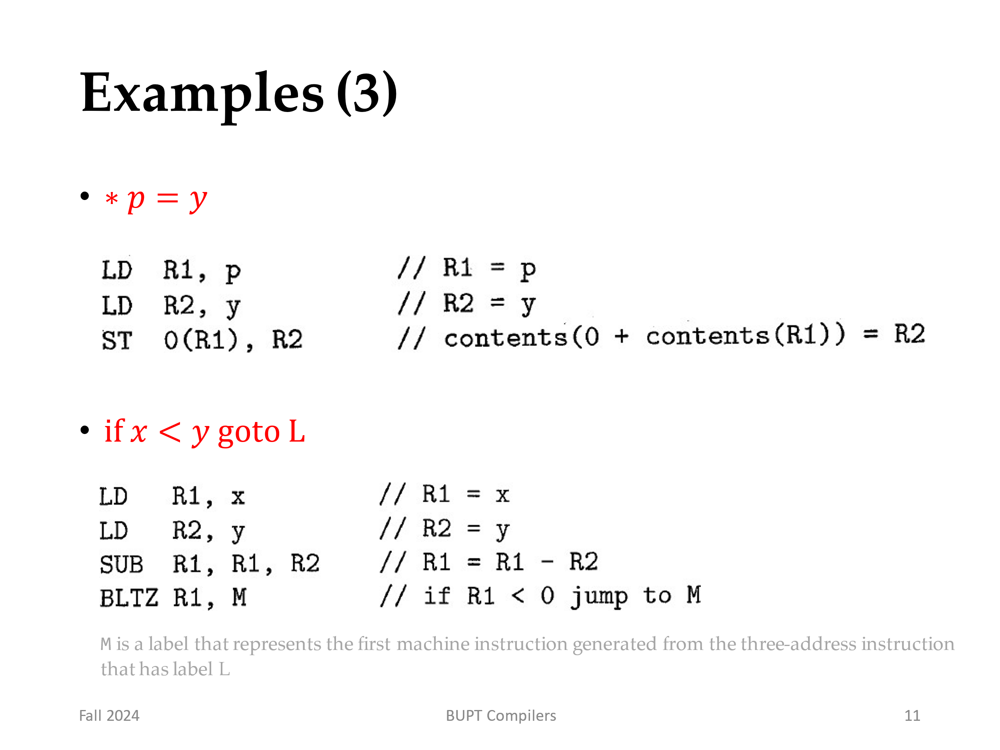 Examples (3)
• ∗ p = y
LD R1, p // R1 = p
LD R2, y // R2 = y
ST 0(R1), R2 // contents(0 + contents(R1)) = R2
• if x < y goto L
LD R1, x // R1 = x
LD R2, y // R2 = y
SUB R1, R1, R2 // R1 = R1 - R2
BLTZ R1, M // if R1 < 0 jump to M
M is a label that represents the first machine instruction generated from the three-address instruction
that has label L
Fall 2024 BUPT Compilers 11